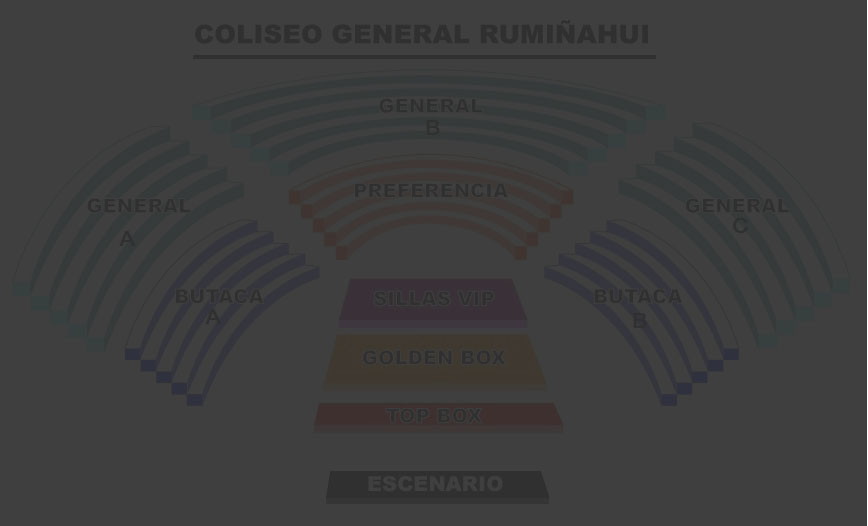 COLISEO GENERAL RUMIÑAHUI
GENERAL
B
PREFERENCIA
GENERAL
A
GENERAL
C
BUTACA
A
SILLAS VIP
BUTACA
B
GOLDEN BOX
TOP BOX
ESCENARIO